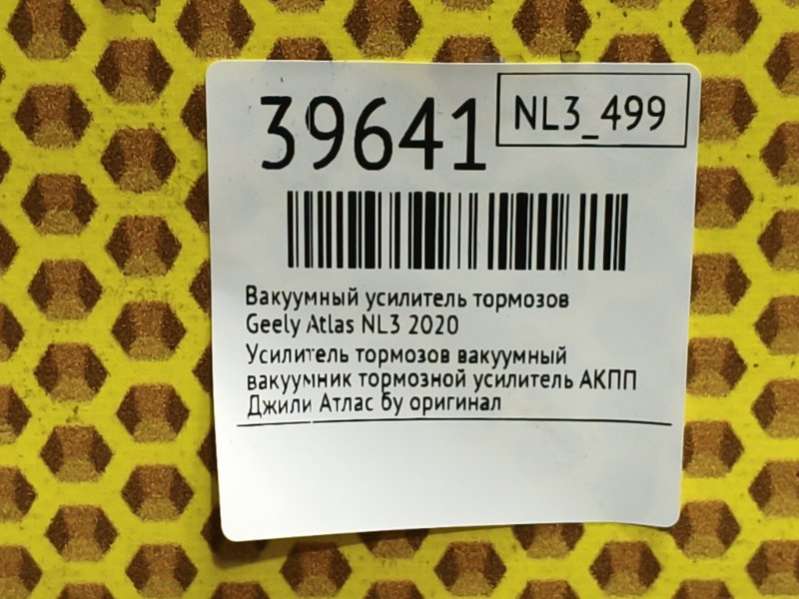 39641
NL3_499
Вакуумный усилитель тормозов
Geely Atlas NL3 2020
Усилитель тормозов вакуумный
вакуумник тормозной усилитель АКПП
Джили Атлас бу оригинал